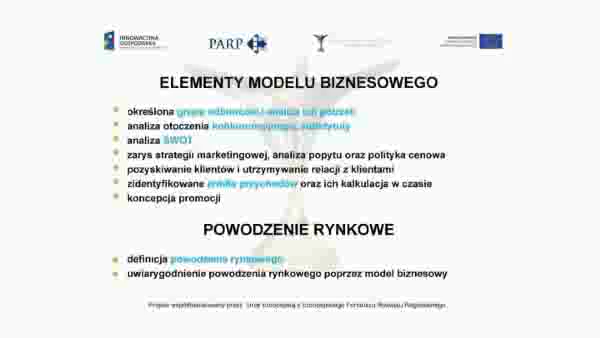 INNOWACYJNA
GOSPODARKA
PARP
ELEMENTY MODELU BIZNESOWEGO
określona grupa odbiorców i analiza ich potrzeb
analiza otoczenia konkurencyjnego, substytuty
analiza SWOT
zarys strategii marketingowej, analiza popytu oraz polityka cenowa
pozyskiwanie klientów i utrzymywanie relacji z klientami
zidentyfikowane źródła przychodów oraz ich kalkulacja w czasie
koncepcja promocji
POWODZENIE RYNKOWE
definicja powodzenia rynkowego
uwiarygodnienie powodzenia rynkowego poprzez model biznesowy
Projekt współfinansowany przez Unię Europejską z Europejskiego Funduszu Rozwoju Regionalnego.